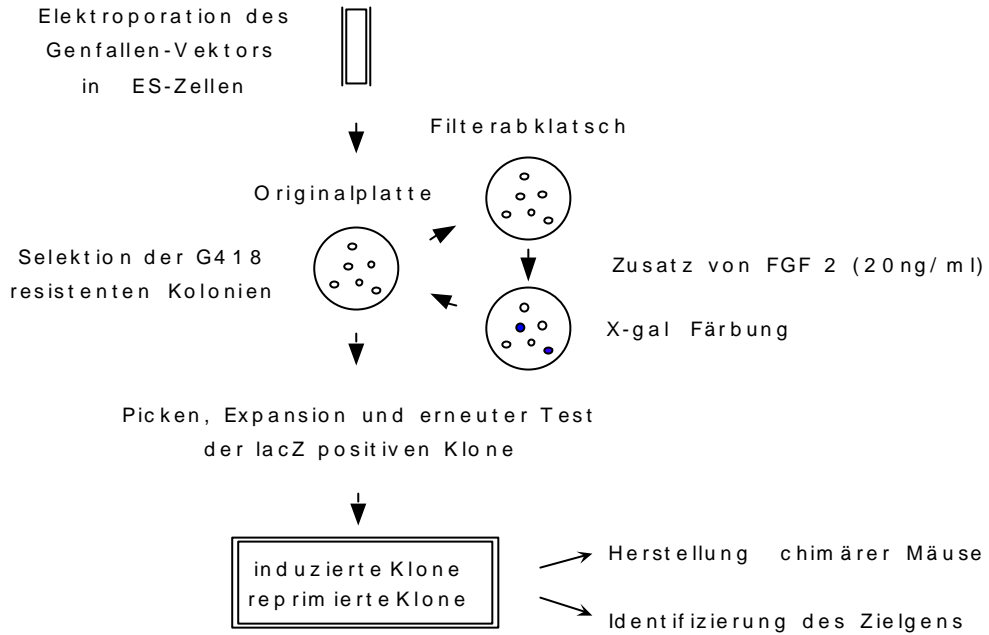 Elektroporation des
Genfallen-Vektors
in ES-Zellen
Filterabklatsch
Originalplatte
Selektion der G418
resistenten Kolonien
Zusatz von FGF 2 (20ng/ml)
X-gal Färbung
Picken, Expansion und erneuter Test
der lacZ positiven Klone
induzierte Klone
reprimierte Klone
Herstellung chimärer Mäuse
Identifizierung des Zielgens